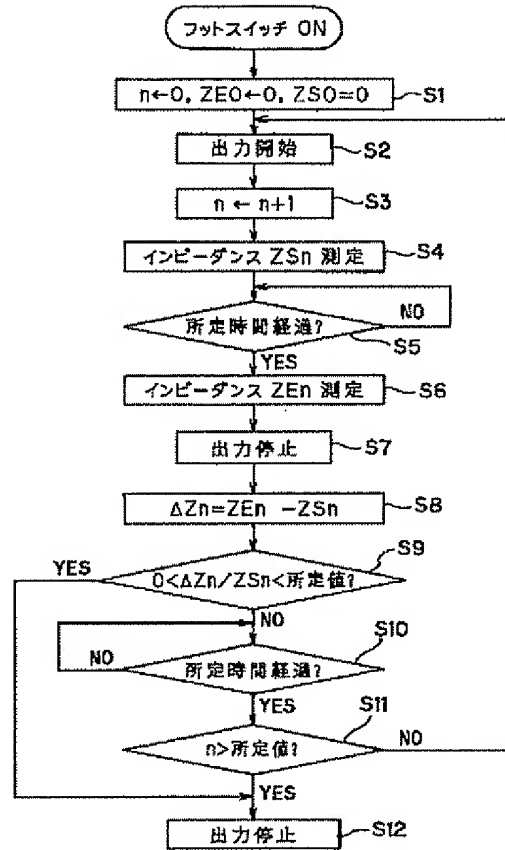 フットスイッチ ON
n←0, ZE0←0, ZS0=0
S1
出力開始
S2
n ← n+1
S3
インピーダンス ZSn 測定
S4
所定時間経過?
NO
S5
YES
インピーダンス ZEn 測定
S6
出力停止
S7
ΔZn=ZEn −ZSn
S8
S9
YES
0<ΔZn/ZSn<所定値?
NO
S10
NO
所定時間経過?
YES
S11
n>所定値?
NO
YES
出力停止
S12